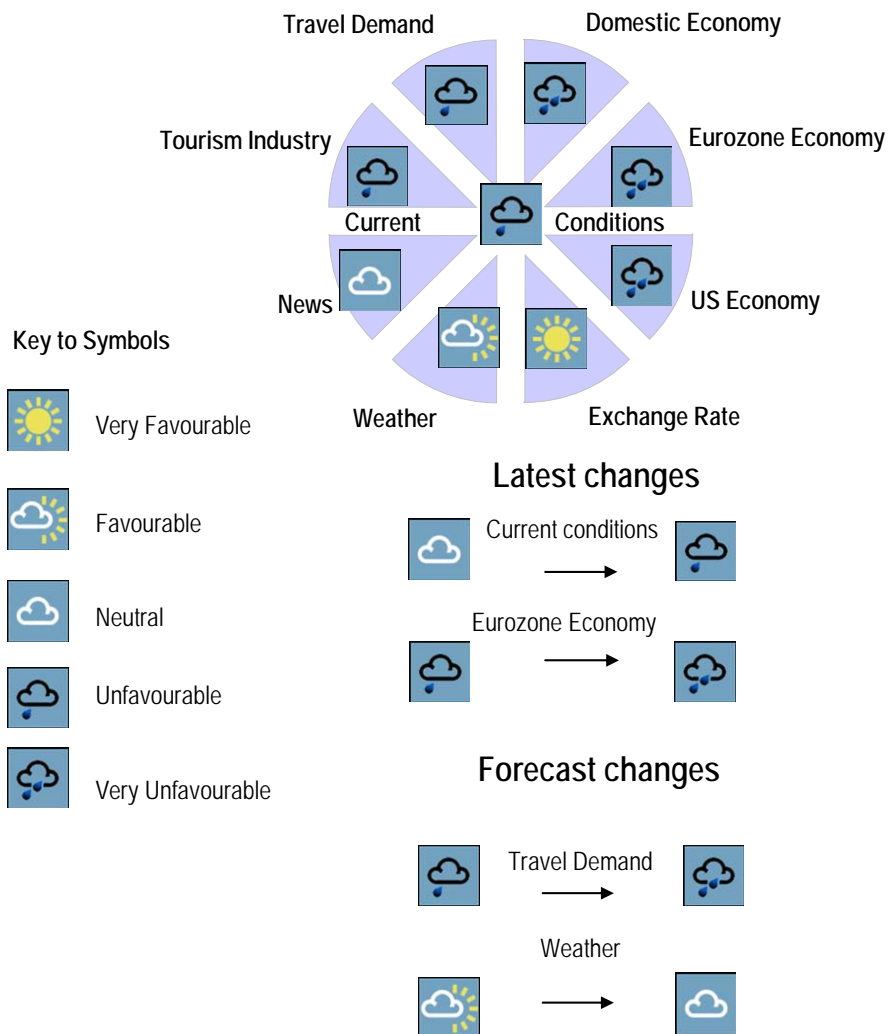 Travel Demand
Domestic Economy
Tourism Industry
Eurozone Economy
Current
Conditions
News
US Economy
Key to Symbols
Weather
Exchange Rate
Very Favourable
Favourable
Neutral
Unfavourable
Very Unfavourable
Latest changes
Current conditions
Eurozone Economy
Forecast changes
Travel Demand
Weather